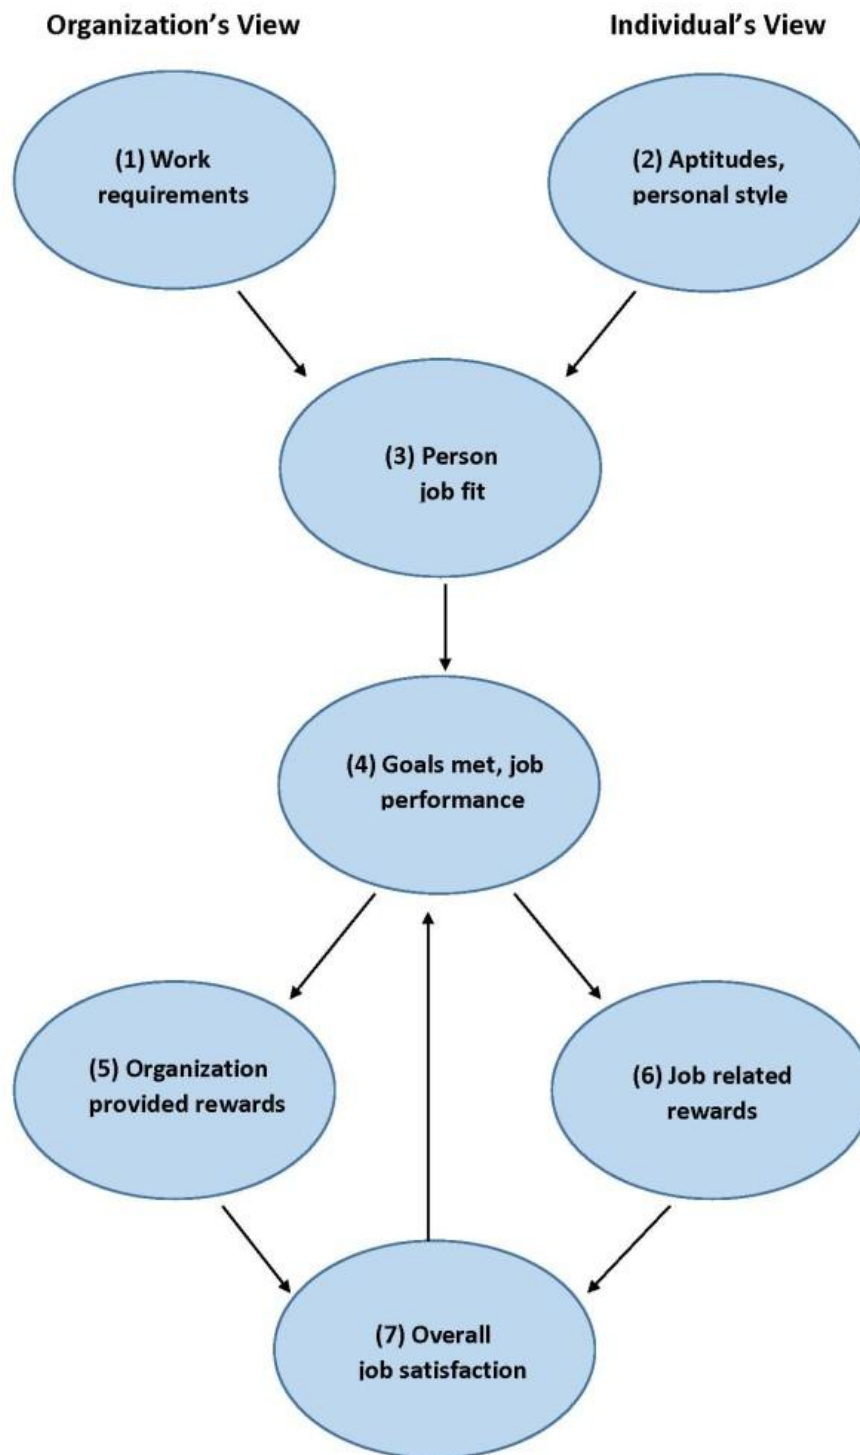 Organization's View
Individual's View
(1) Work
requirements
(2) Aptitudes,
personal style
(3) Person
job fit
(4) Goals met, job
performance
(5) Organization
provided rewards
(6) Job related
rewards
(7) Overall
job satisfaction